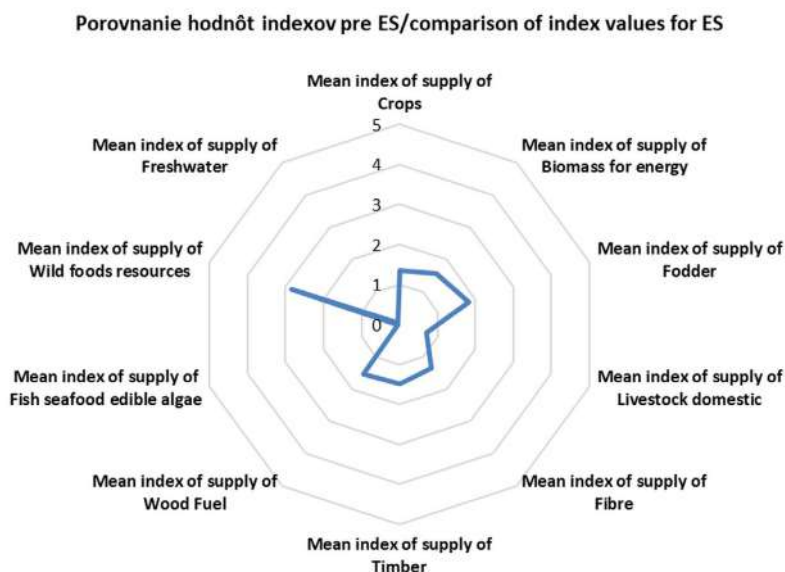 Porovnanie hodnôt indexov pre ES/comparison of index values for ES
Mean index of supply of
Crops
Mean index of supply of
Freshwater
Mean index of supply of
Biomass for energy
5
4
3
2
1
0
Mean index of supply of
Wild foods resources
Mean index of supply of
Fodder
Mean index of supply of
Fish seafood edible algae
Mean index of supply of
Livestock domestic
Mean index of supply of
Wood Fuel
Mean index of supply of
Fibre
Mean index of supply of
Timber